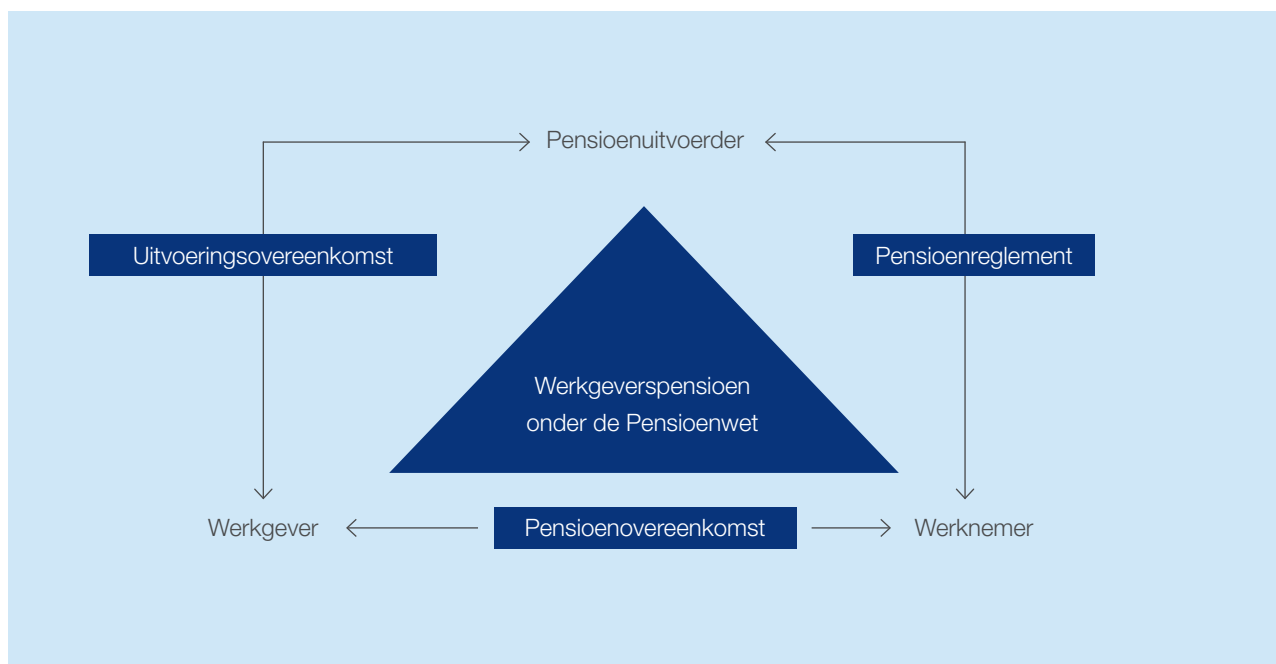 Pensioenuitvoerder
Uitvoeringsovereenkomst
Pensioenreglement
Werkgeverspensioen
onder de Pensioenwet
Werkgever
Pensioenovereenkomst
Werknemer